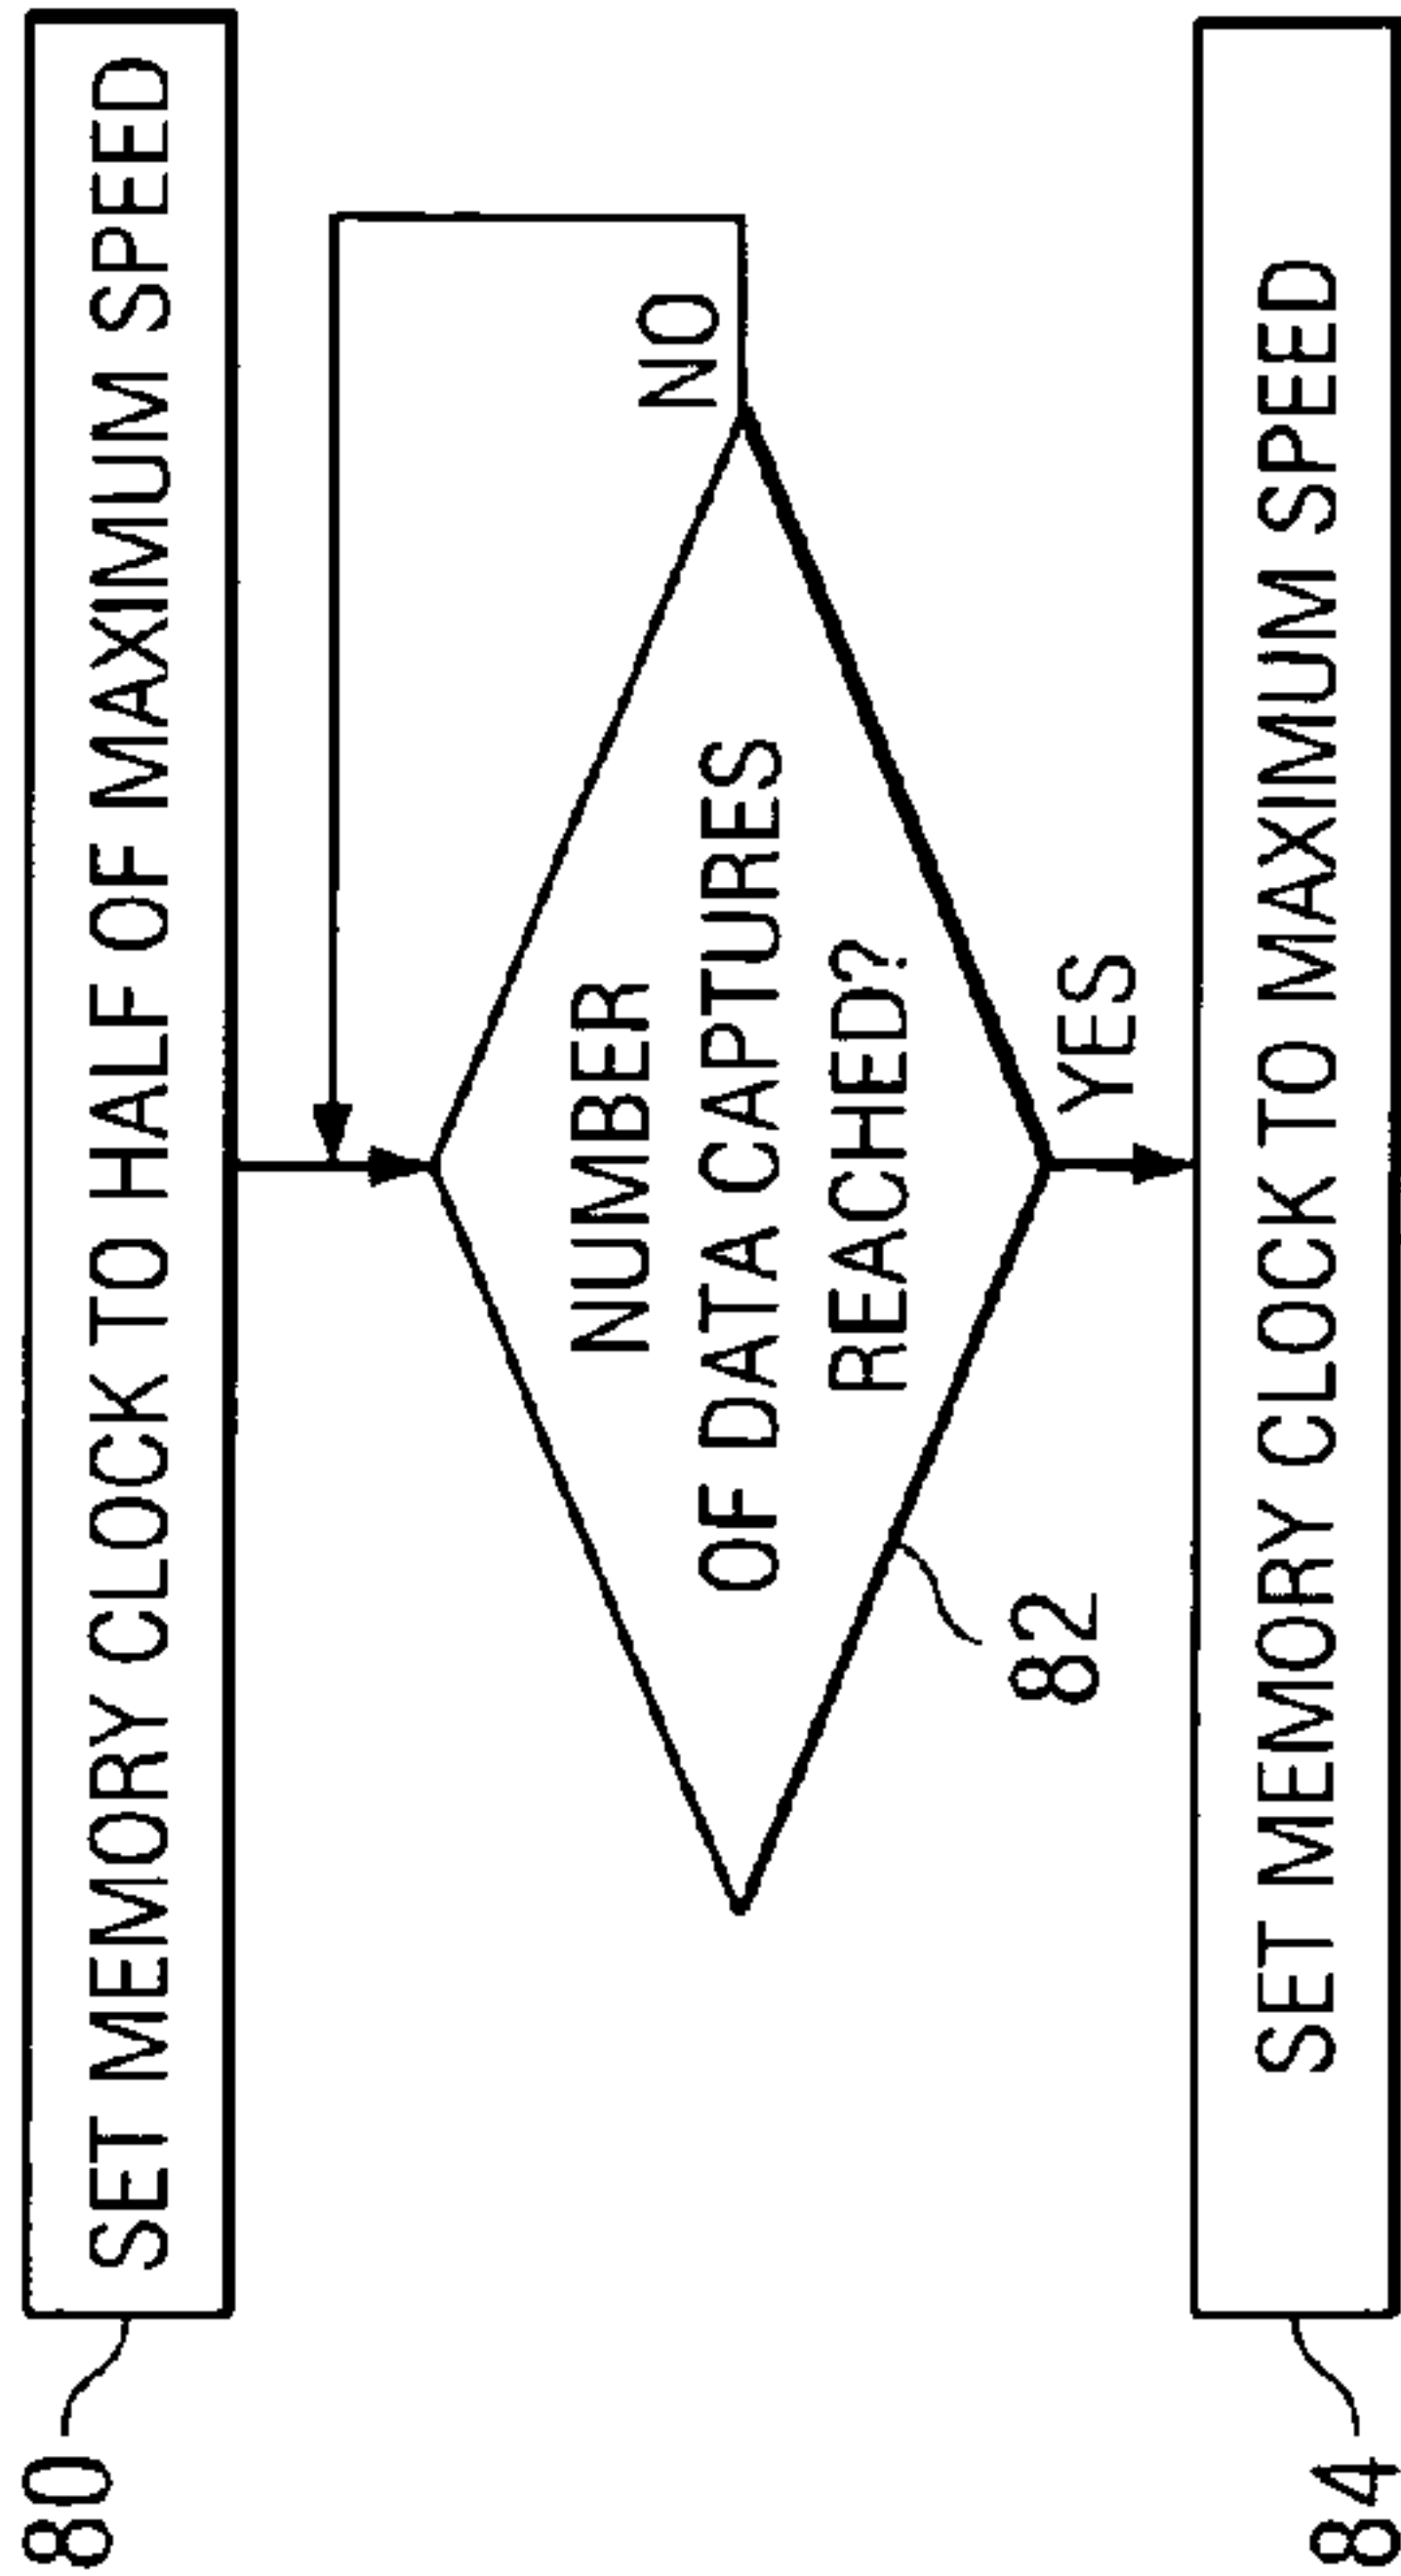 80
SET MEMORY CLOCK TO HALF OF MAXIMUM SPEED
NUMBER
OF DATA CAPTURES
REACHED?
NO
82
YES
84
SET MEMORY CLOCK TO MAXIMUM SPEED